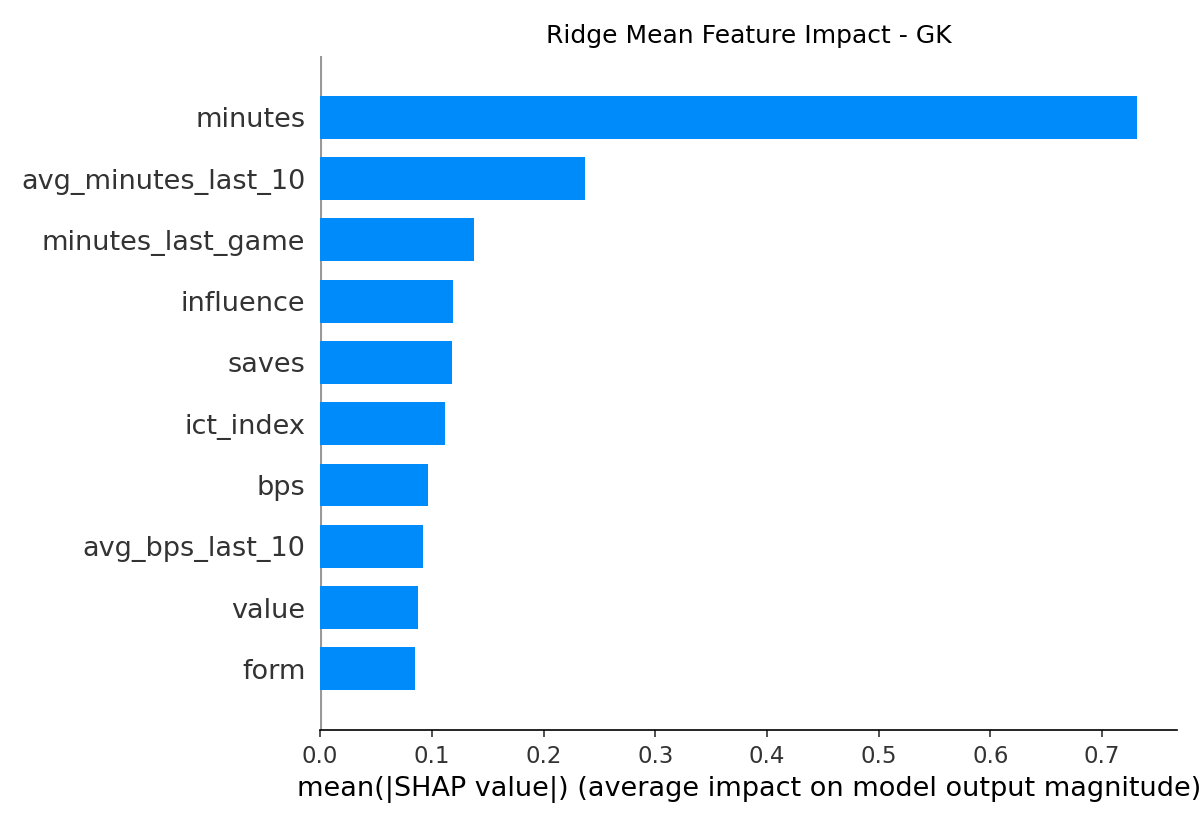 Ridge Mean Feature Impact - GK
minutes
avg_minutes_last_10
minutes_last_game
influence
saves
ict_index
bps
avg_bps_last_10
value
form
0.0 0.1 0.2 0.3 0.4 0.5 0.6 0.7
mean(|SHAP value|) (average impact on model output magnitude)